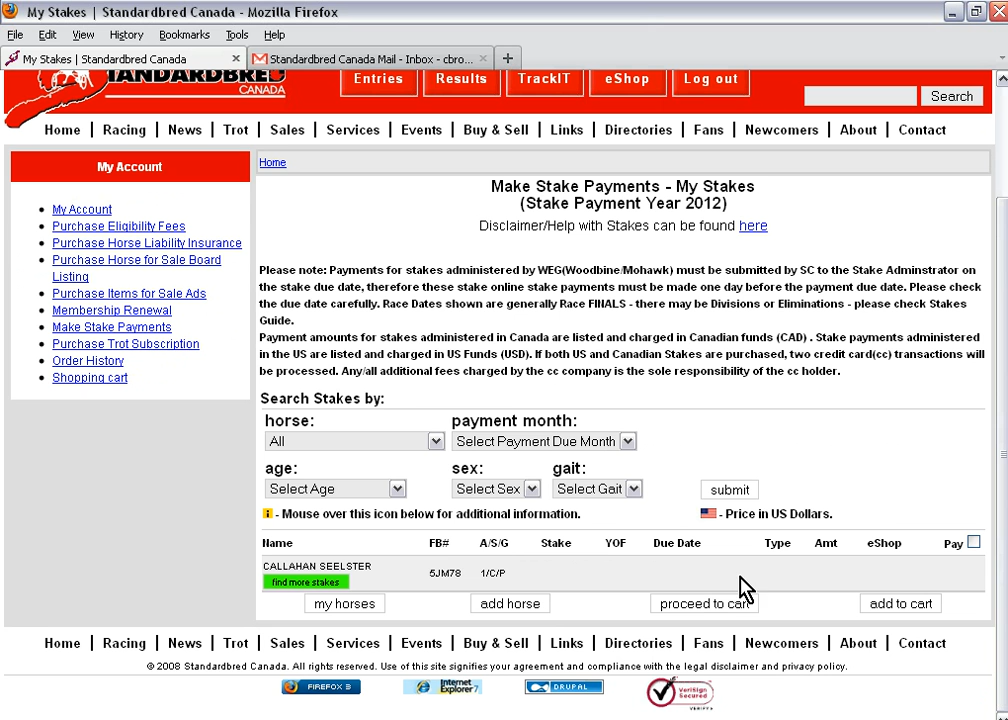 My Stakes | Standardbred Canada - Mozilla Firefox
File Edit View History Bookmarks Tools Help
My Stakes | Standardbred Canada
Standardbred Canada Mail - Inbox - cbro...
STANDARDBRED
CANADA
Entries Results TrackIT eShop Log out
Search
Home | Racing | News | Trot | Sales | Services | Events | Buy & Sell | Links | Directories | Fans | Newcomers | About | Contact
My Account
My Account
Purchase Eligibility Fees
Purchase Horse Liability Insurance
Purchase Horse for Sale Board
Listing
Purchase Items for Sale Ads
Membership Renewal
Make Stake Payments
Purchase Trot Subscription
Order History
Shopping cart
Home
Make Stake Payments - My Stakes
(Stake Payment Year 2012)
Disclaimer/Help with Stakes can be found here
Please note: Payments for stakes administered by WEG(Woodbine/Mohawk) must be submitted by SC to the Stake Adminstrator on
the stake due date, therefore these stake online stake payments must be made one day before the payment due date. Please check
the due date carefully. Race Dates shown are generally Race FINALS - there may be Divisions or Eliminations - please check Stakes
Guide.
Payment amounts for stakes administered in Canada are listed and charged in Canadian funds (CAD) . Stake payments administered
in the US are listed and charged in US Funds (USD). If both US and Canadian Stakes are purchased, two credit card(cc) transactions will
be processed. Any/all additional fees charged by the cc company is the sole responsibility of the cc holder.
Search Stakes by:
horse: payment month:
All Select Payment Due Month
age: sex: gait:
Select Age Select Sex Select Gait submit
i - Mouse over this icon below for additional information. - Price in US Dollars.
Name FB# A/S/G Stake YOF Due Date Type Amt eShop Pay
CALLAHAN SEELSTER 5JM78 1/C/P
find more stakes
my horses add horse proceed to cart add to cart
Home | Racing | News | Trot | Sales | Services | Events | Buy & Sell | Links | Directories | Fans | Newcomers | About | Contact
© 2008 Standardbred Canada. All rights reserved. Use of this site signifies your agreement and compliance with the legal disclaimer and privacy policy.
FIREFOX 3 Internet Explorer 7 DRUPAL VeriSign Secured
VERIFY